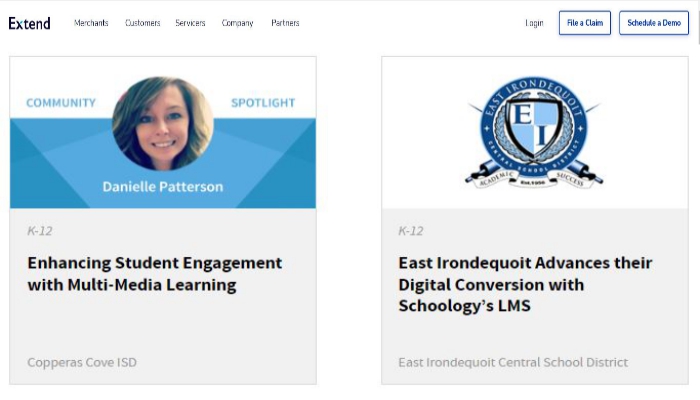 Extend
Merchants
Customers
Servicers
Company
Partners
Login
File a Claim
Schedule a Demo
COMMUNITY
SPOTLIGHT
Danielle Patterson
K-12
Enhancing Student Engagement
with Multi-Media Learning
Copperas Cove ISD
EAST IRONDEQUOIT
E I
CENTRAL SCHOOL DISTRICT
ACADEMIC
SUCCESS
Est.1956
K-12
East Irondequoit Advances their
Digital Conversion with
Schoology’s LMS
East Irondequoit Central School District